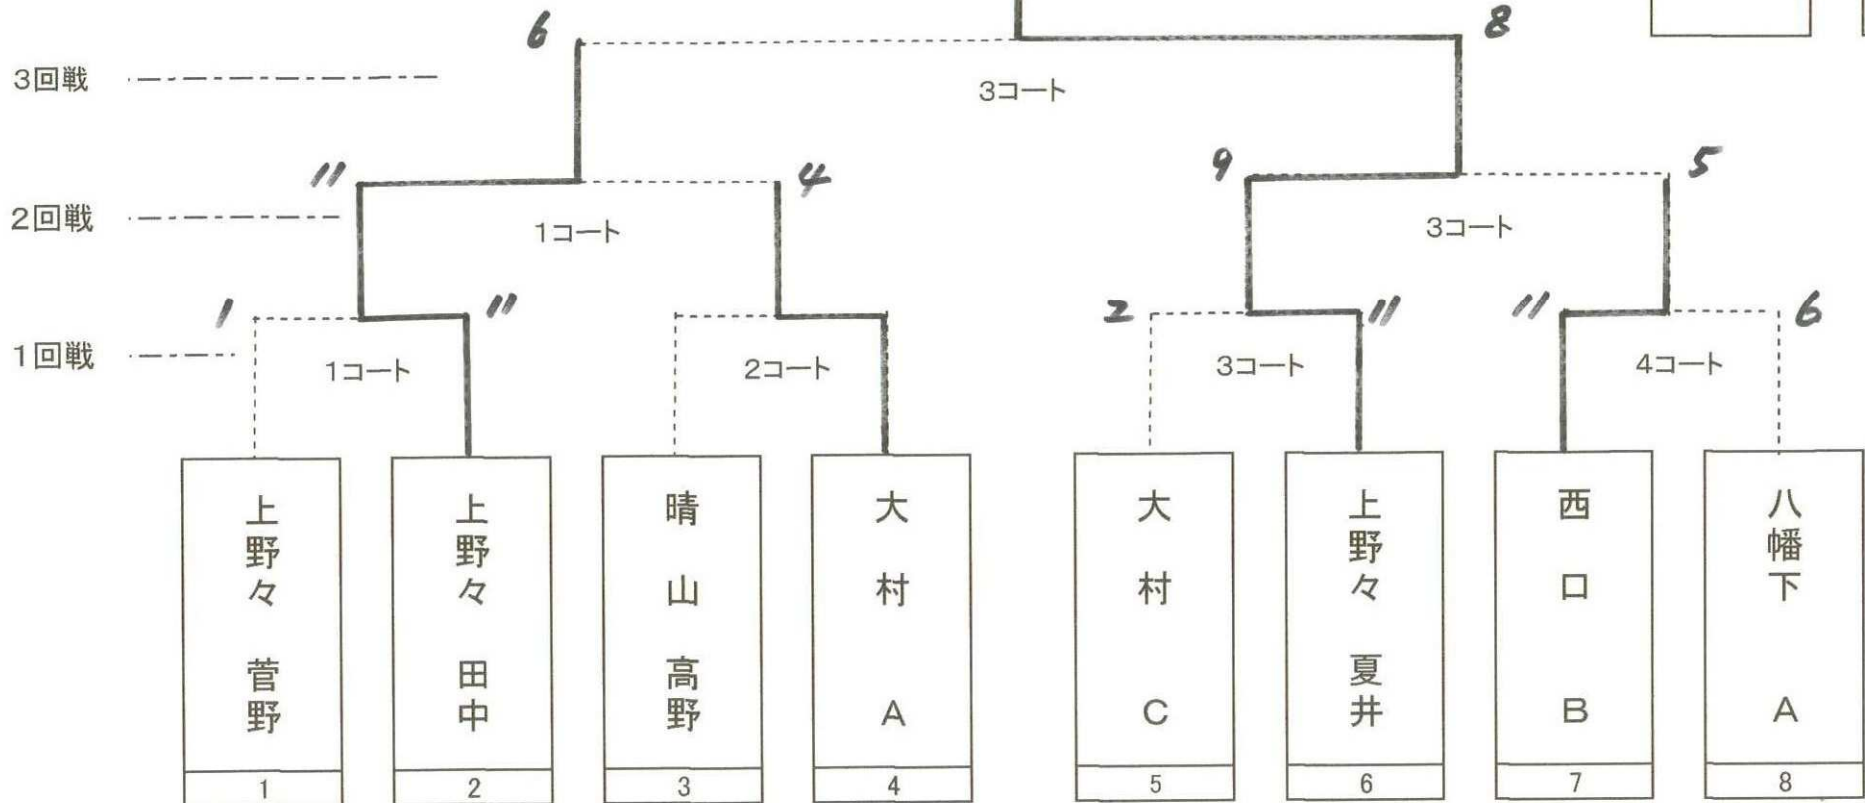 6 8
3回戦
3コート
11 4 9 5
2回戦
1コート 3コート
1 11 2 11 11 6
1回戦
1コート 2コート 3コート 4コート
上野々 菅野
上野々 田中
晴山 高野
大村 A
大村 C
上野々 夏井
西口 B
八幡下 A
1 2 3 4 5 6 7 8